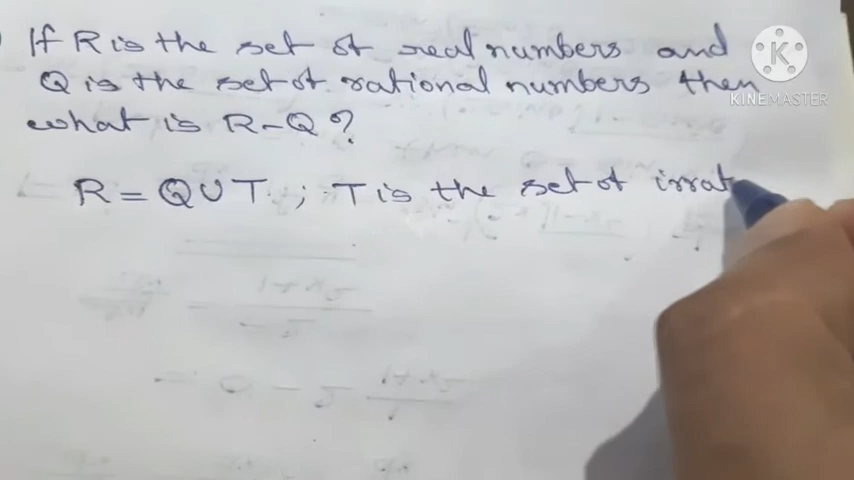 If R is the set of real numbers and
Q is the set of rational numbers then
what is R-Q?
R = Q ∪ T ; T is the set of irrat
KINEMASTER